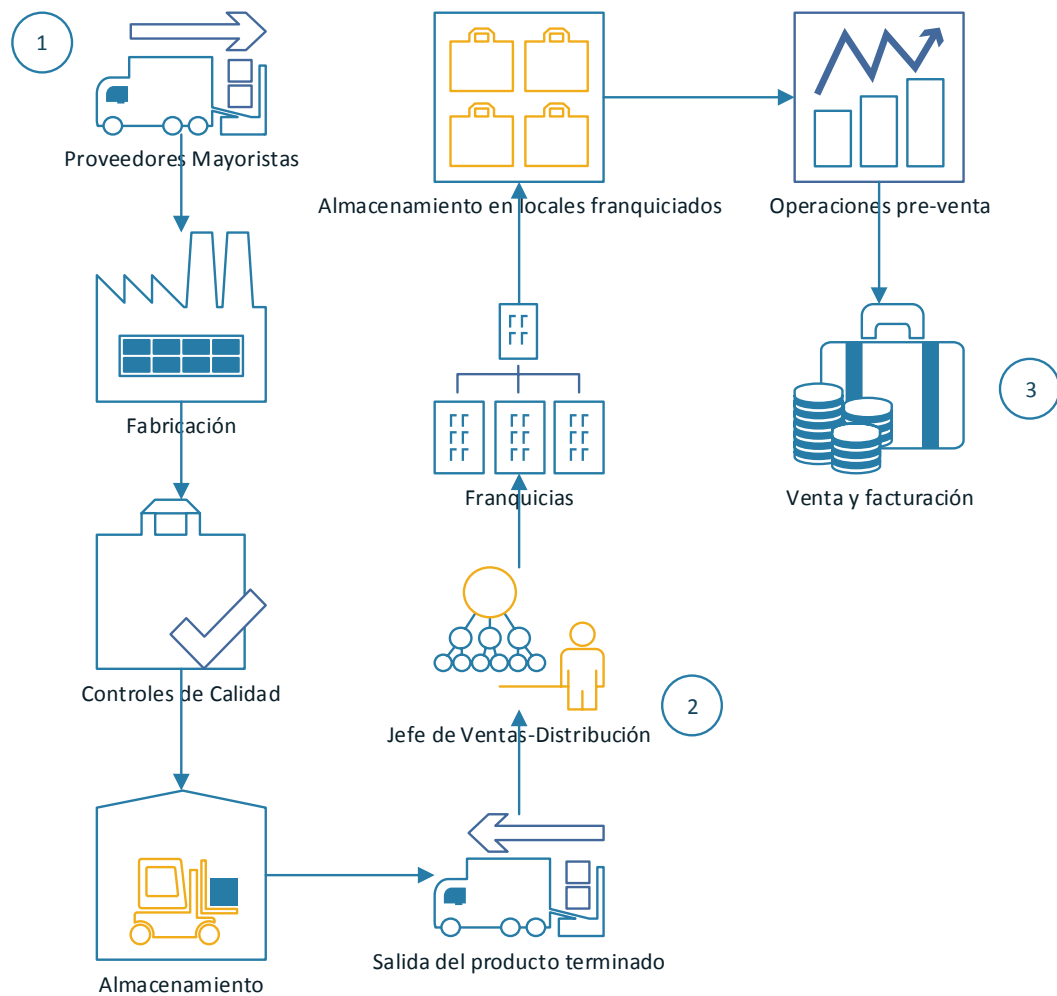 1
Proveedores Mayoristas
Fabricación
Controles de Calidad
Almacenamiento
Salida del producto terminado
Jefe de Ventas-Distribución
2
Franquicias
Almacenamiento en locales franquiciados
Operaciones pre-venta
Venta y facturación
3